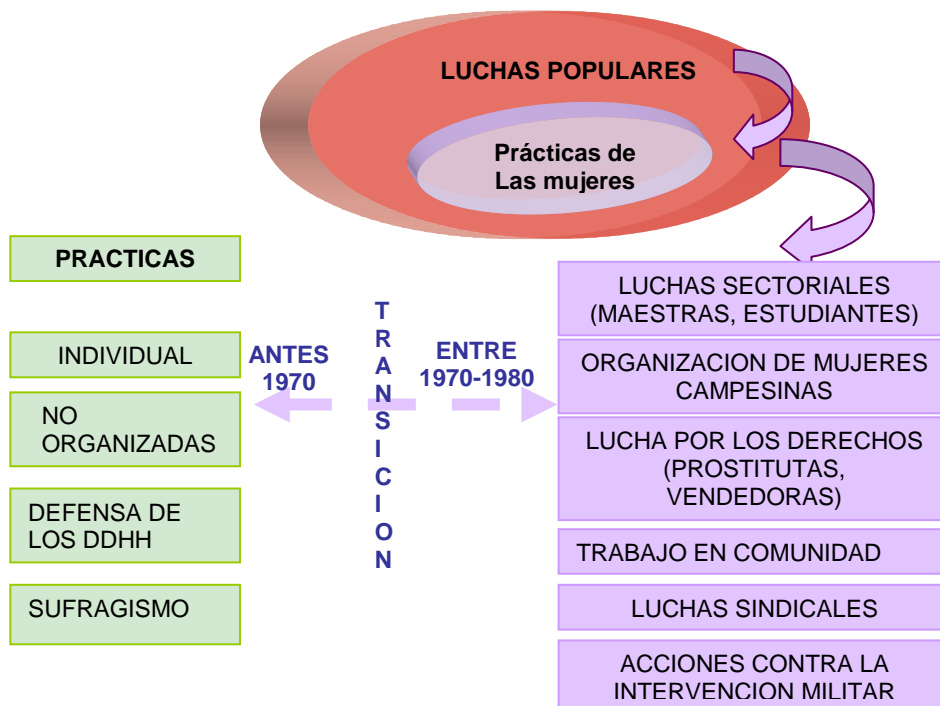 LUCHAS POPULARES
Prácticas de
Las mujeres
PRACTICAS
INDIVIDUAL
NO
ORGANIZADAS
DEFENSA DE
LOS DDHH
SUFRAGISMO
ANTES
1970
T
R
A
N
S
I
C
I
O
N
ENTRE
1970-1980
LUCHAS SECTORIALES
(MAESTRAS, ESTUDIANTES)
ORGANIZACION DE MUJERES
CAMPESINAS
LUCHA POR LOS DERECHOS
(PROSTITUTAS,
VENDEDORAS)
TRABAJO EN COMUNIDAD
LUCHAS SINDICALES
ACCIONES CONTRA LA
INTERVENCION MILITAR